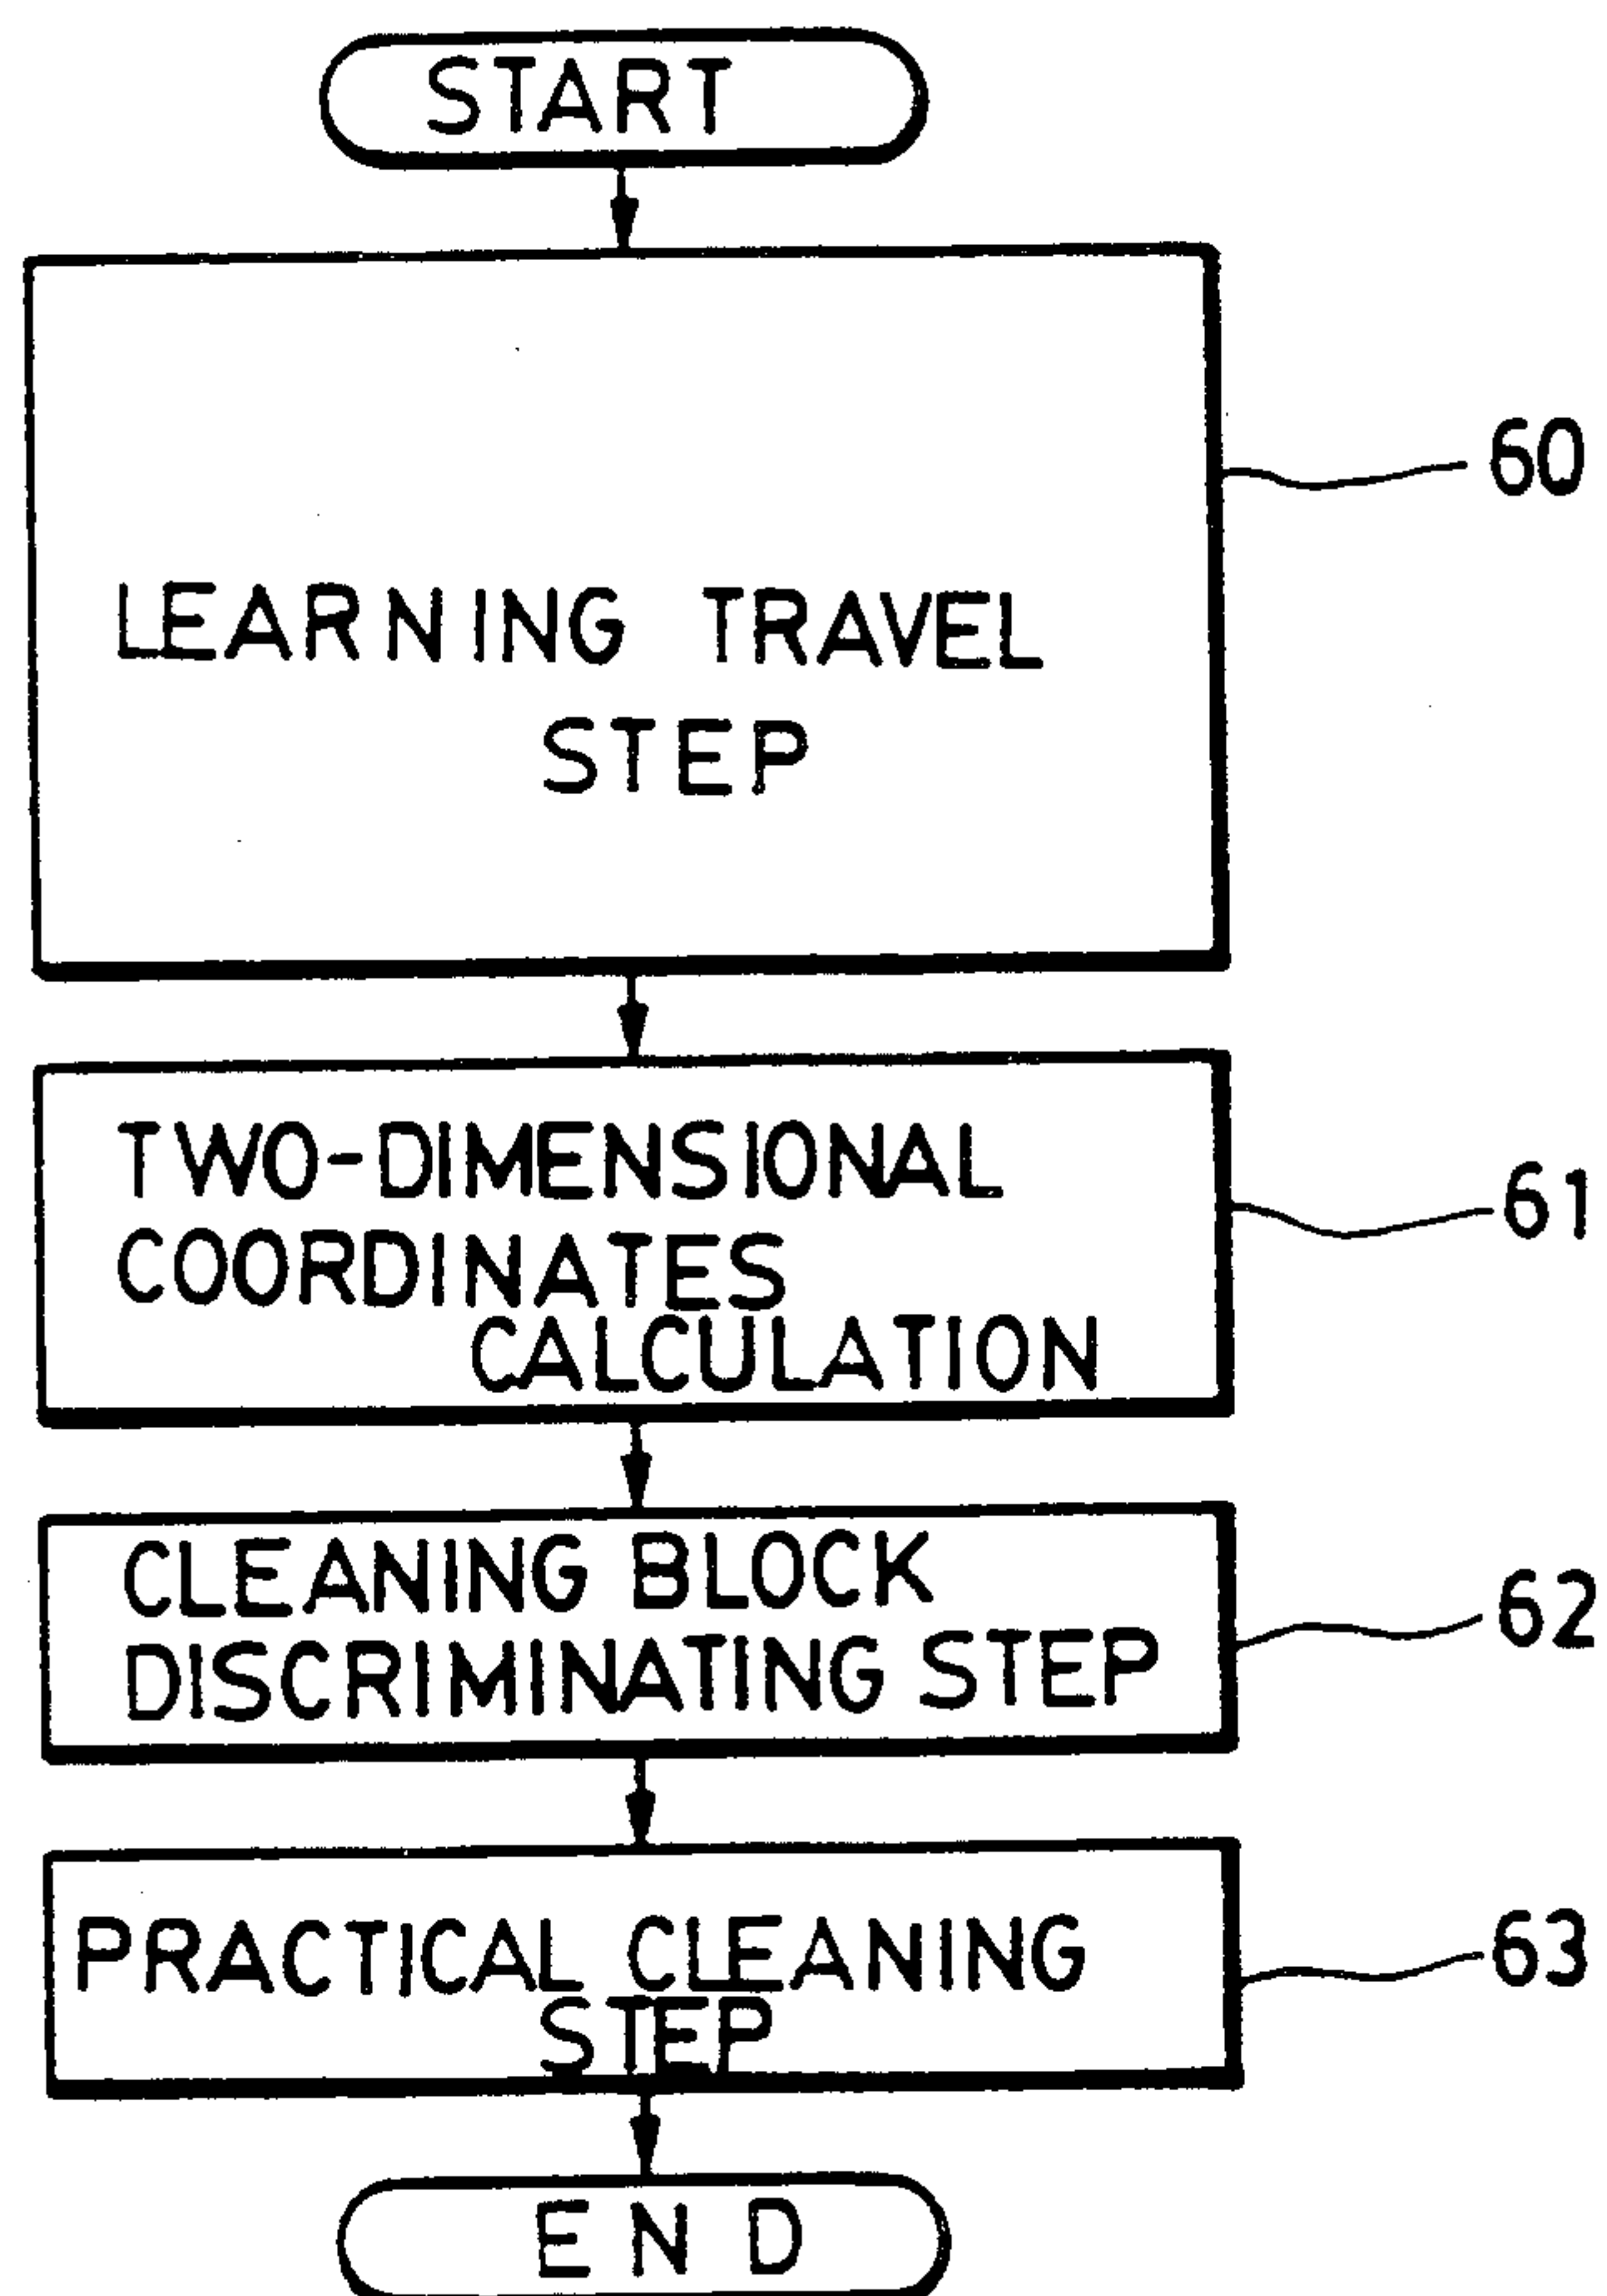 START
60
LEARNING TRAVEL
STEP
TWO-DIMENSIONAL
61
COORDINATES
CALCULATION
CLEANING BLOCK
62
DISCRIMINATING STEP
PRACTICAL CLEANING
63
STEP
END